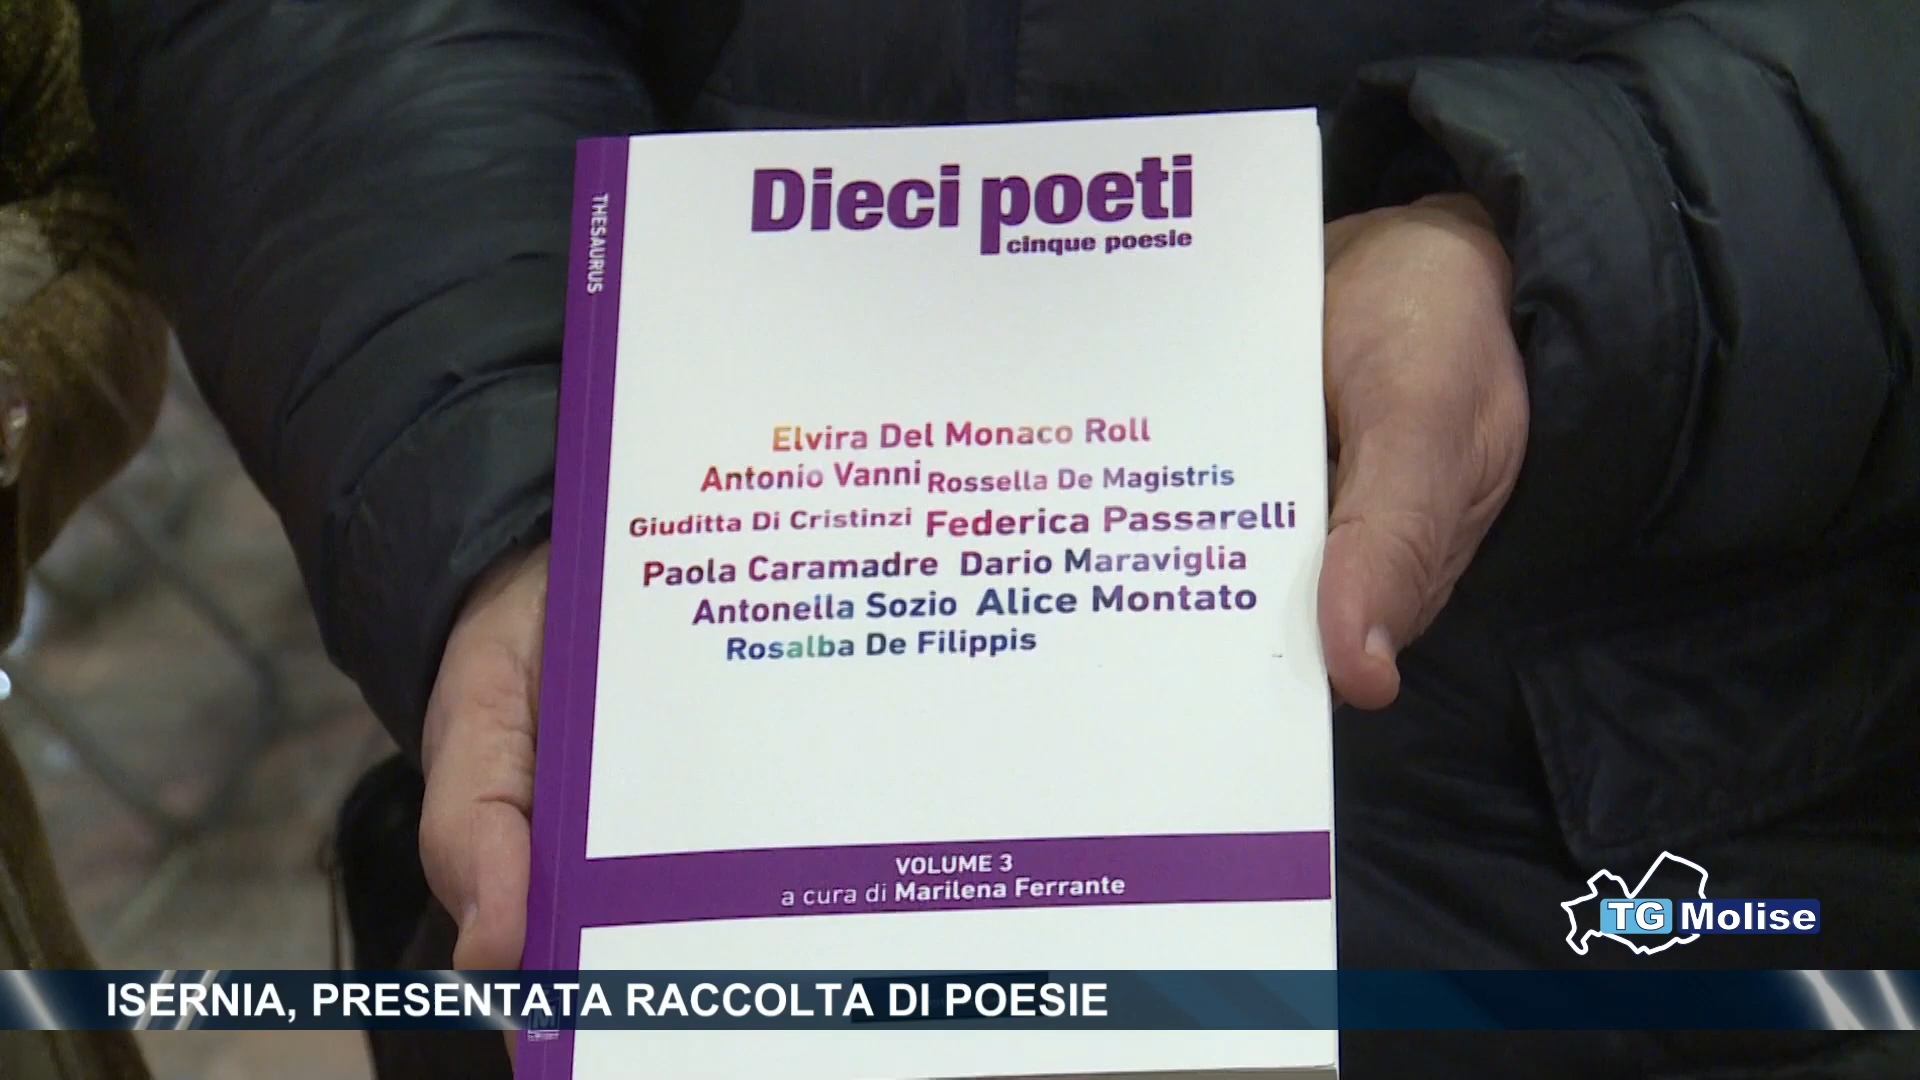 THESAURUS
Dieci poeti
cinque poesie
Elvira Del Monaco Roll
Antonio Vanni Rossella De Magistris
Giuditta Di Cristinzi Federica Passarelli
Paola Caramadre Dario Maraviglia
Antonella Sozio Alice Montato
Rosalba De Filippis
VOLUME 3
a cura di Marilena Ferrante
TG Molise
ISERNIA, PRESENTATA RACCOLTA DI POESIE